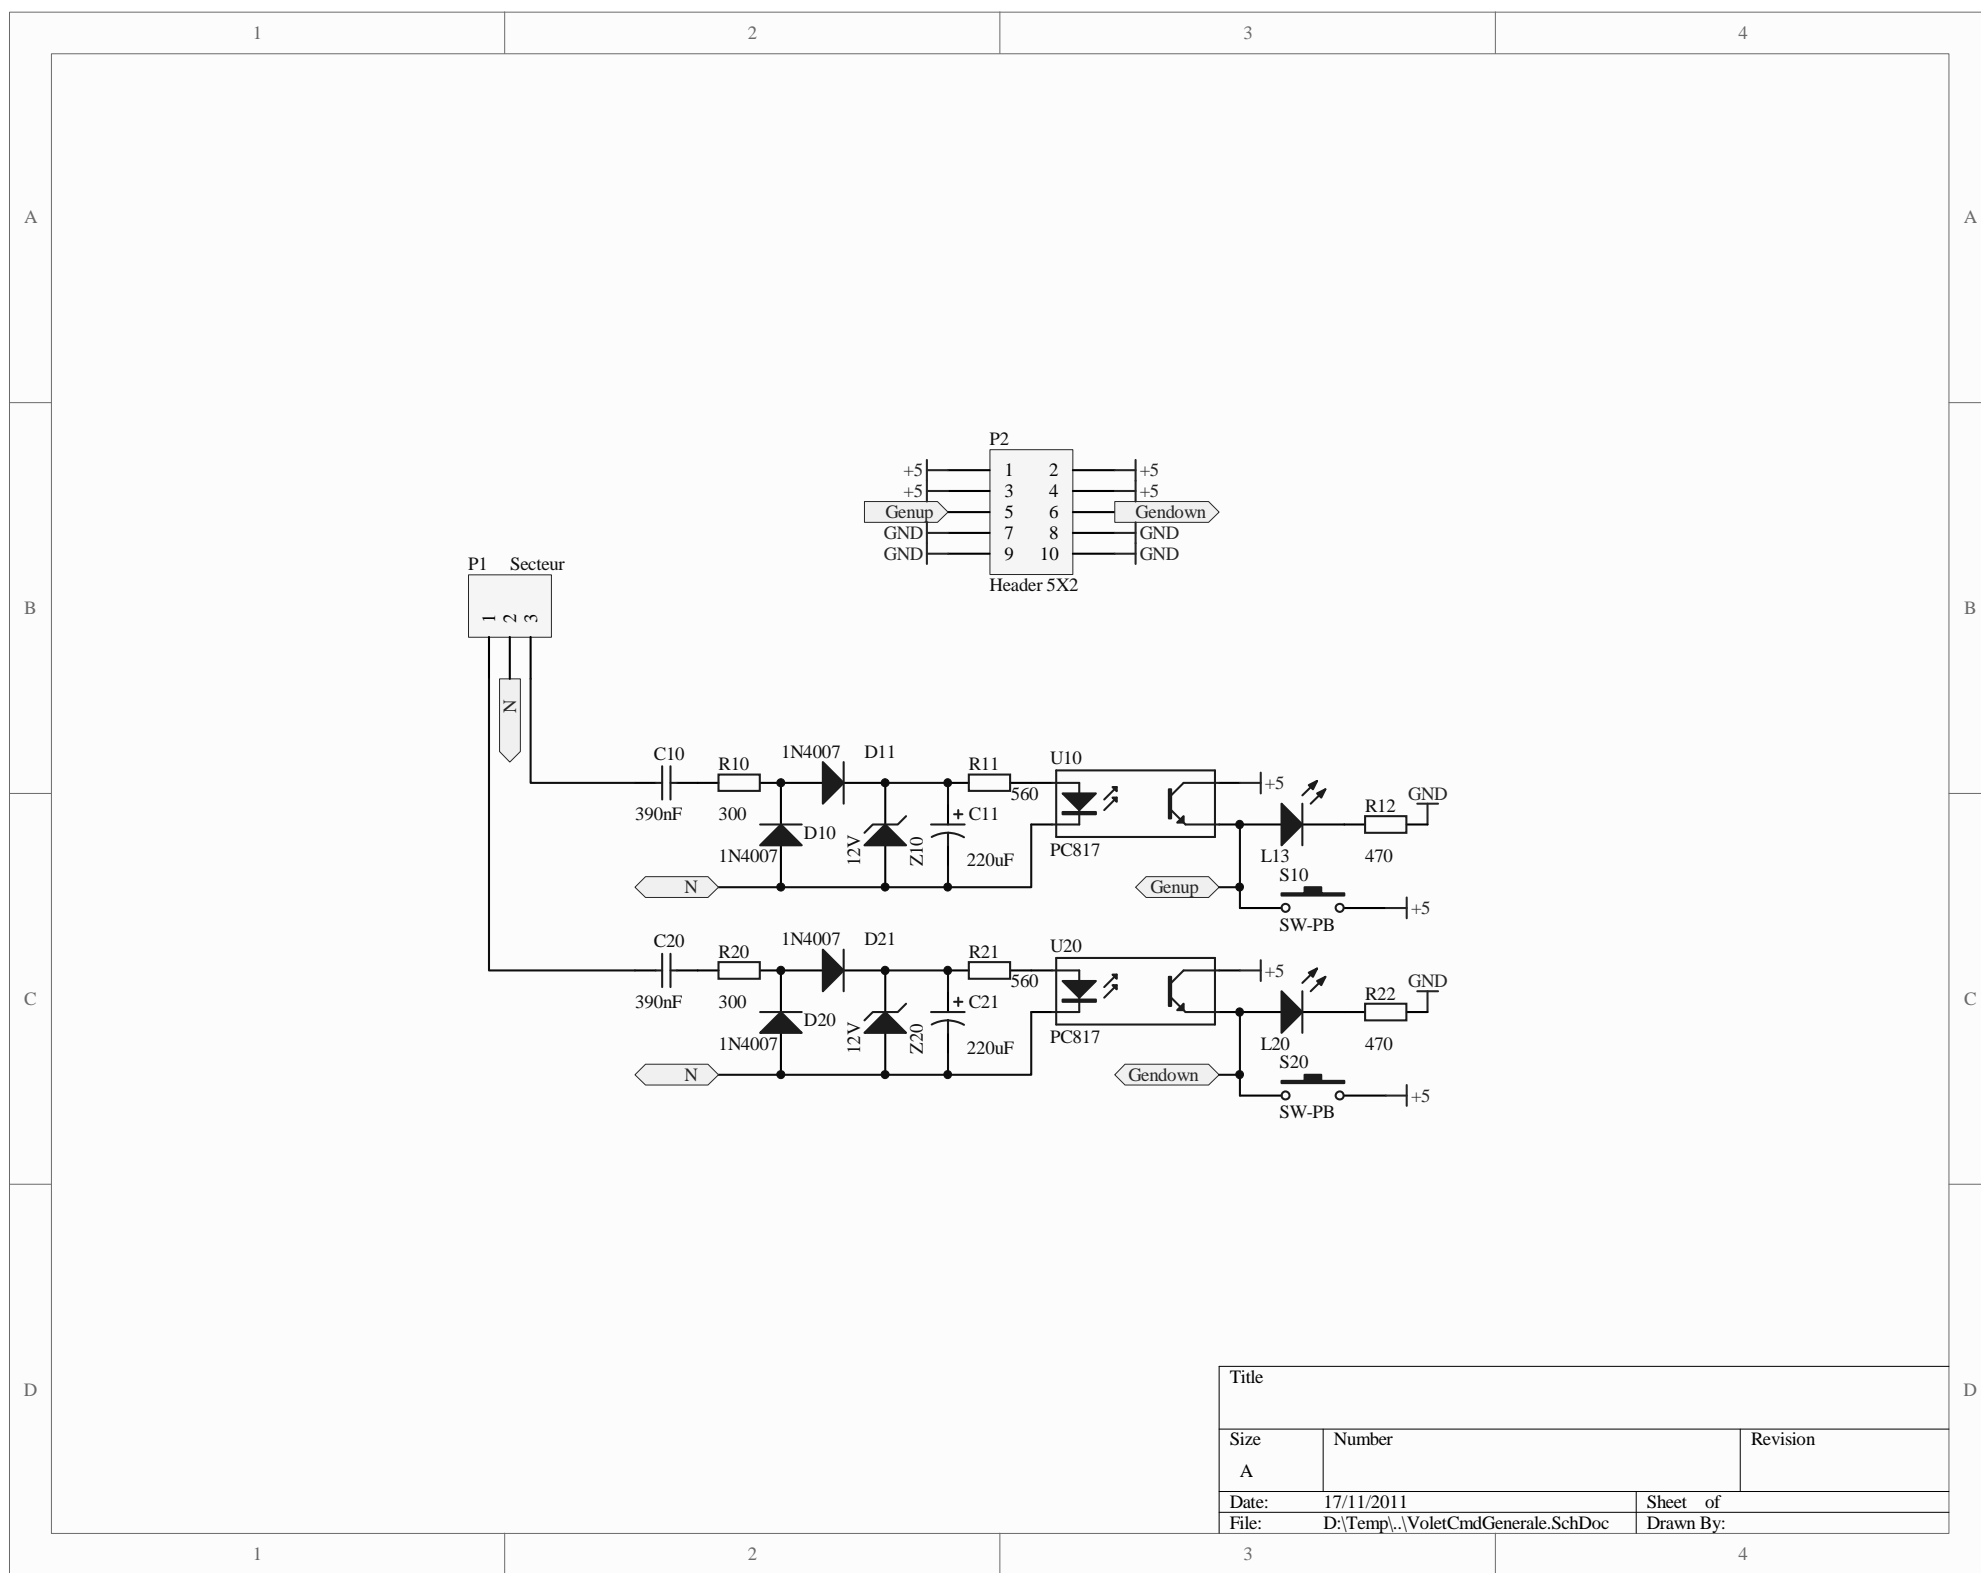 1 2 3 4
A A
P2
+5 1 2 +5
+5 3 4 +5
Genup 5 6 Gendown
GND 7 8 GND
GND 9 10 GND
Header 5X2
P1 Secteur
1 2 3
B B
N
C10 1N4007 D11 U10
R10 R11
+5
390nF 300 560 GND
D10 + C11 R12
1N4007 12V Z10 220uF PC817 L13 470
S10
N Genup
+5
SW-PB
C20 1N4007 D21 U20
R20 R21
+5
390nF 300 560 GND
C C
D20 + C21 R22
1N4007 12V Z20 220uF PC817 L20 470
S20
N Gendown
+5
SW-PB
Title
D D
Size Number Revision
A
Date: 17/11/2011 Sheet of
File: D:\Temp\..\VoletCmdGenerale.SchDoc Drawn By:
1 2 3 4